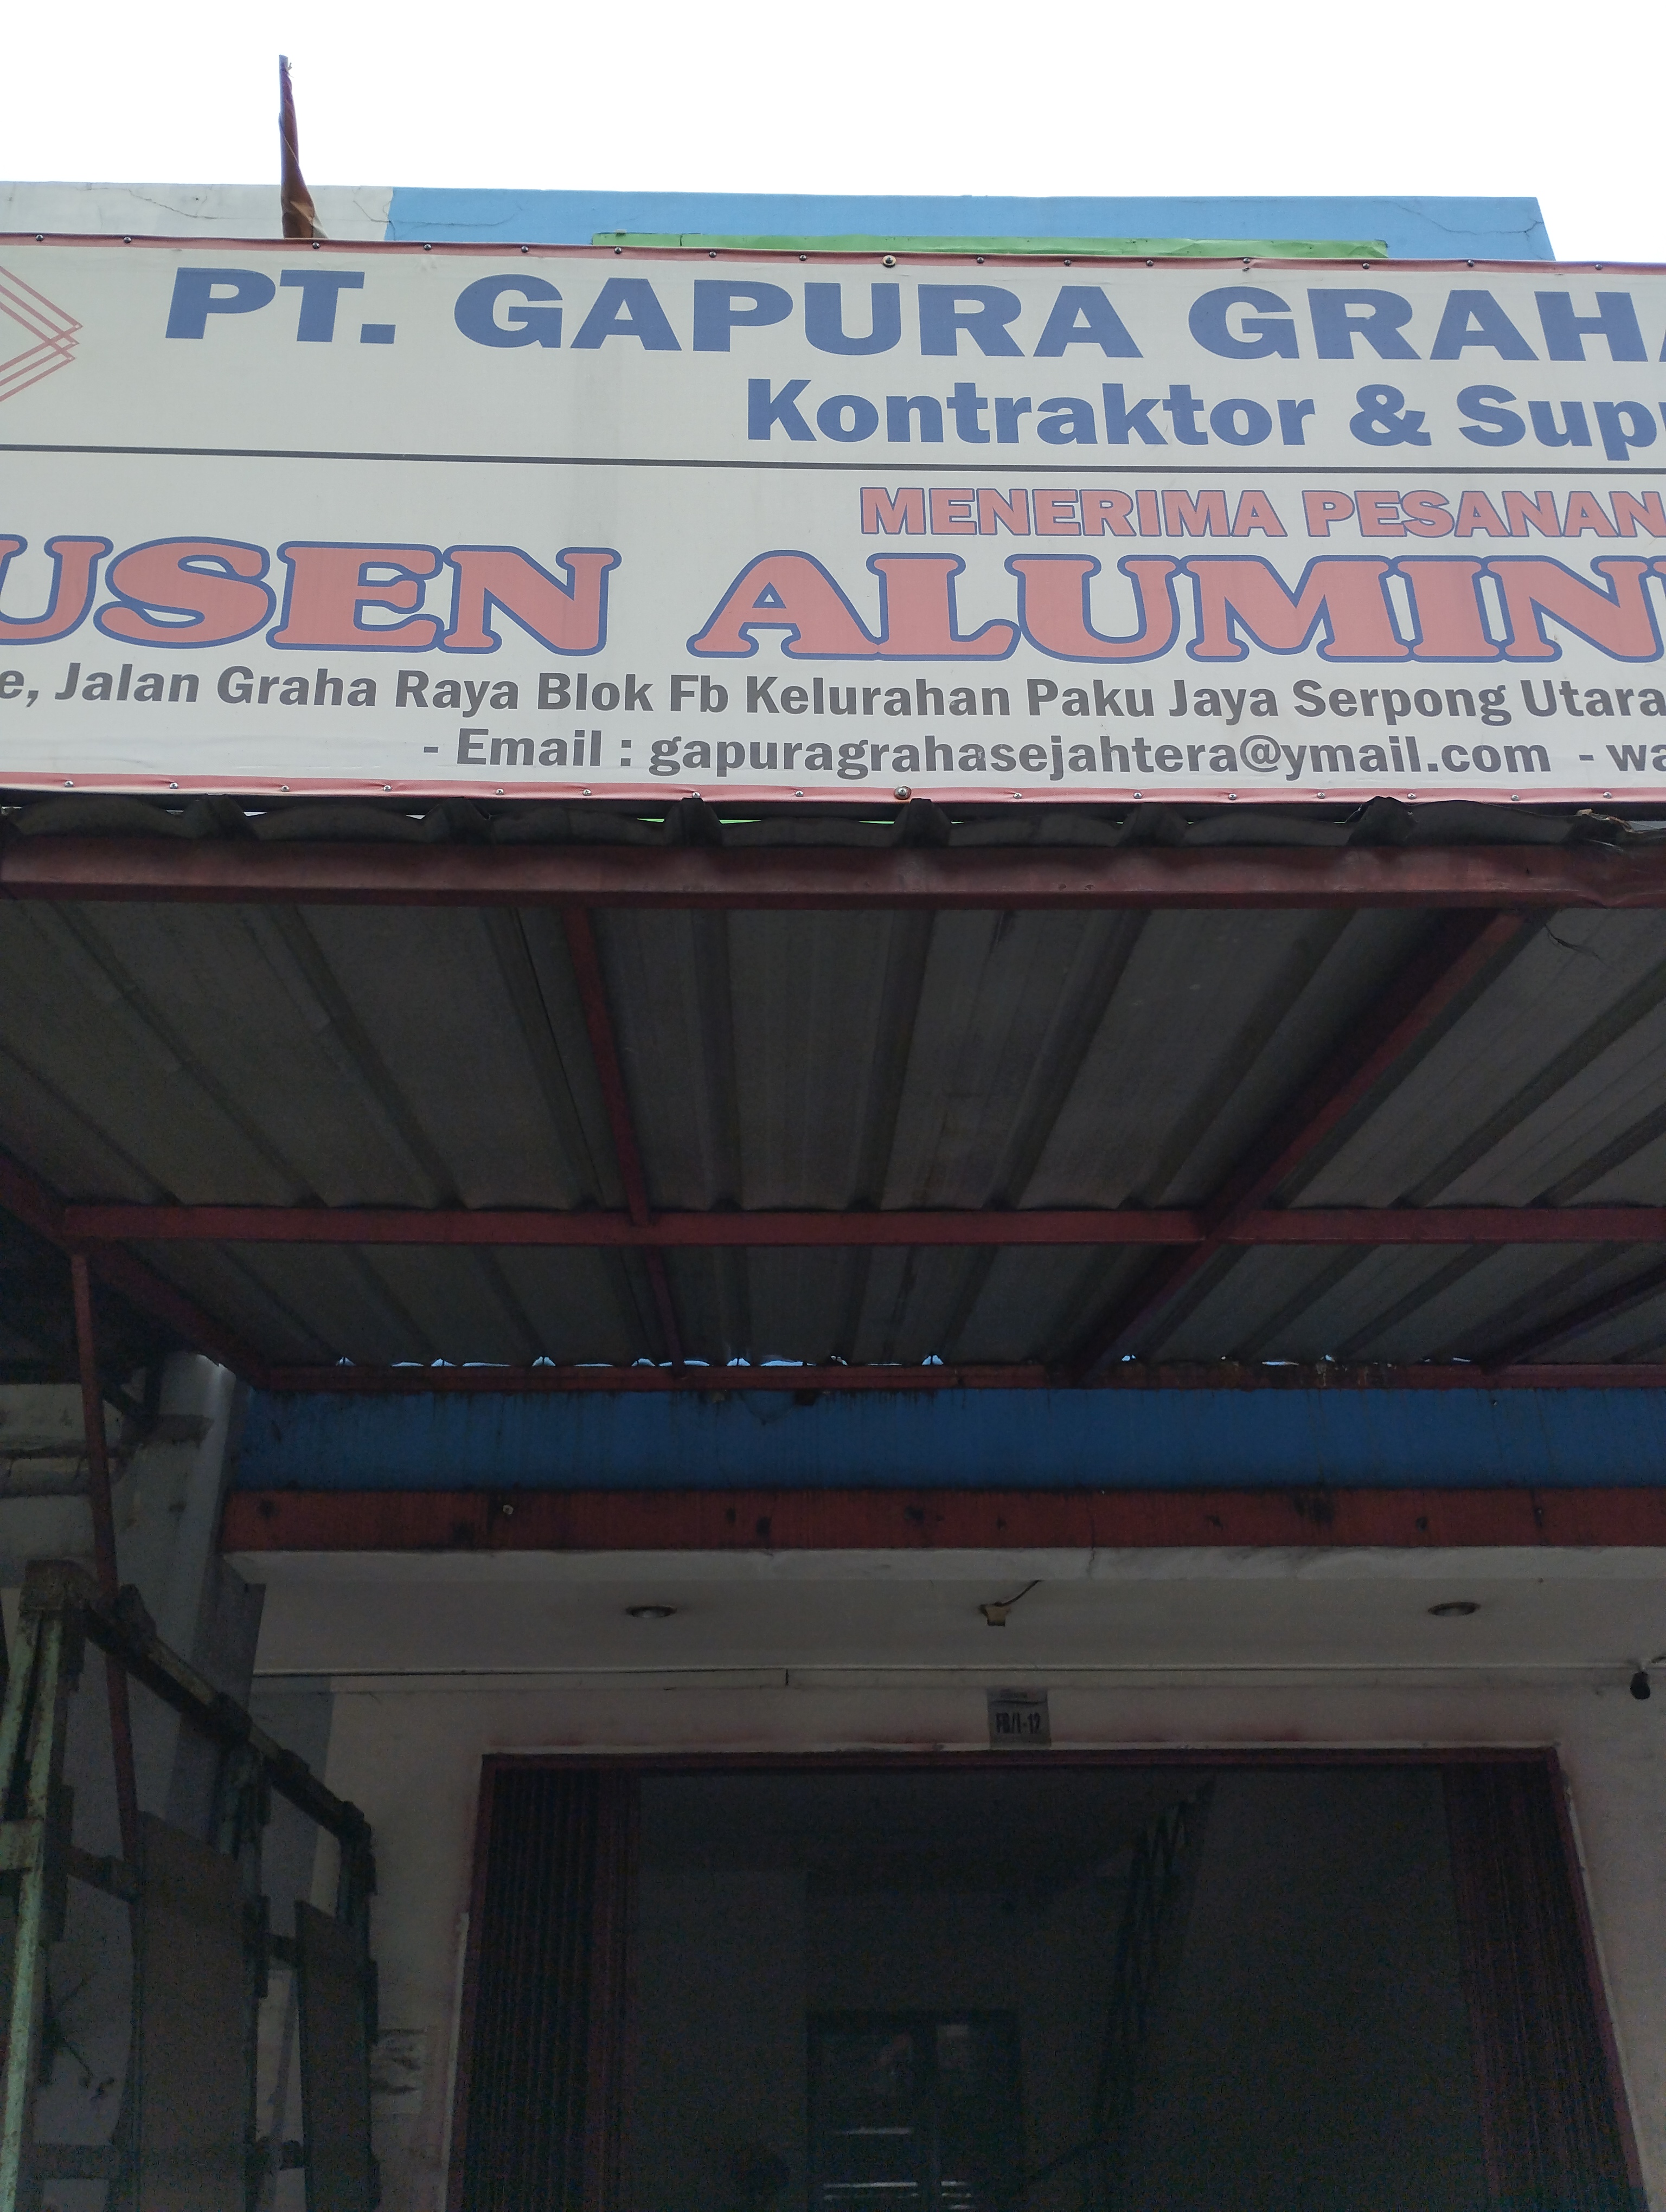 PT. GAPURA GRAHA
Kontraktor & Sup
MENERIMA PESANAN
USEN ALUMIN
e, Jalan Graha Raya Blok Fb Kelurahan Paku Jaya Serpong Utara
- Email : gapuragrahasejahtera@ymail.com - wa
FB/1-12